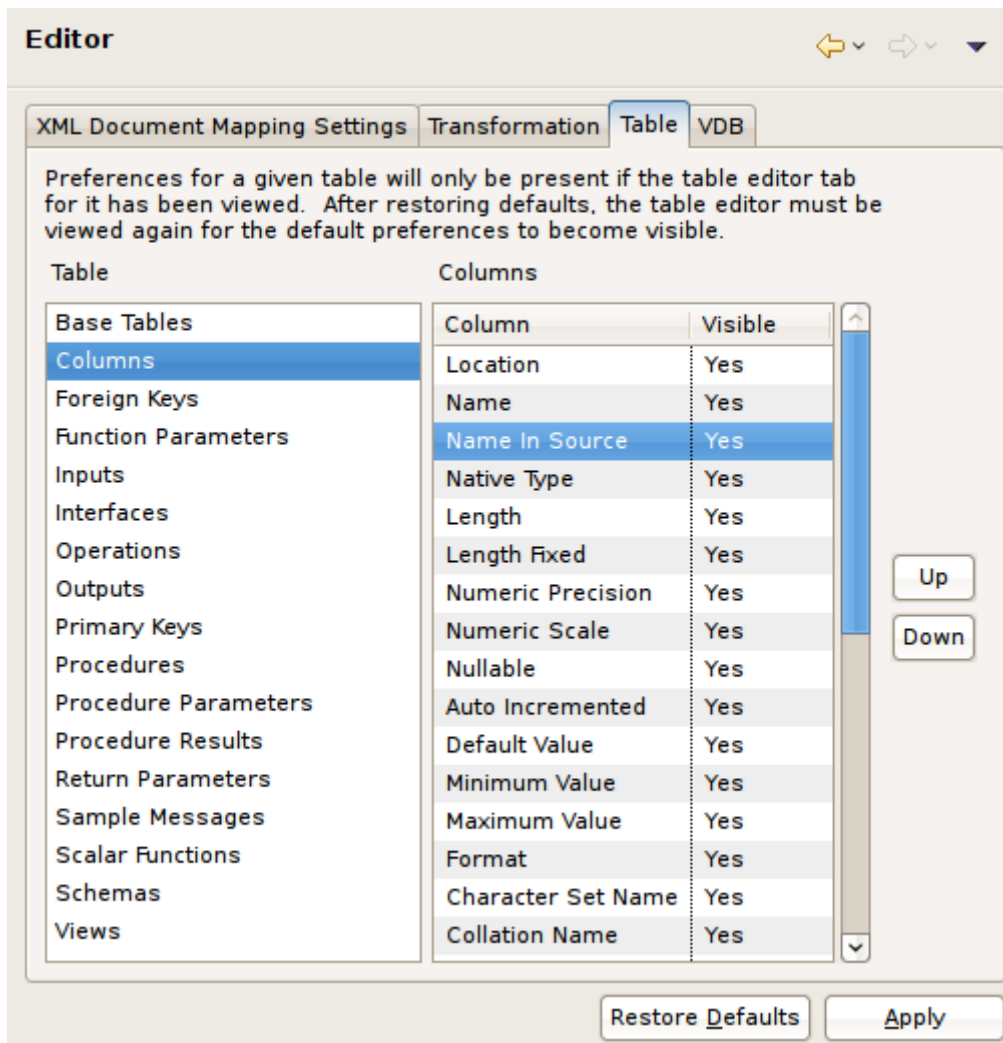 Editor
XML Document Mapping Settings Transformation Table VDB
Preferences for a given table will only be present if the table editor tab
for it has been viewed.  After restoring defaults, the table editor must be
viewed again for the default preferences to become visible.
Table
Base Tables
Columns
Foreign Keys
Function Parameters
Inputs
Interfaces
Operations
Outputs
Primary Keys
Procedures
Procedure Parameters
Procedure Results
Return Parameters
Sample Messages
Scalar Functions
Schemas
Views
Columns
Column Visible
Location Yes
Name Yes
Name In Source Yes
Native Type Yes
Length Yes
Length Fixed Yes
Numeric Precision Yes
Numeric Scale Yes
Nullable Yes
Auto Incremented Yes
Default Value Yes
Minimum Value Yes
Maximum Value Yes
Format Yes
Character Set Name Yes
Collation Name Yes
Up
Down
Restore Defaults Apply